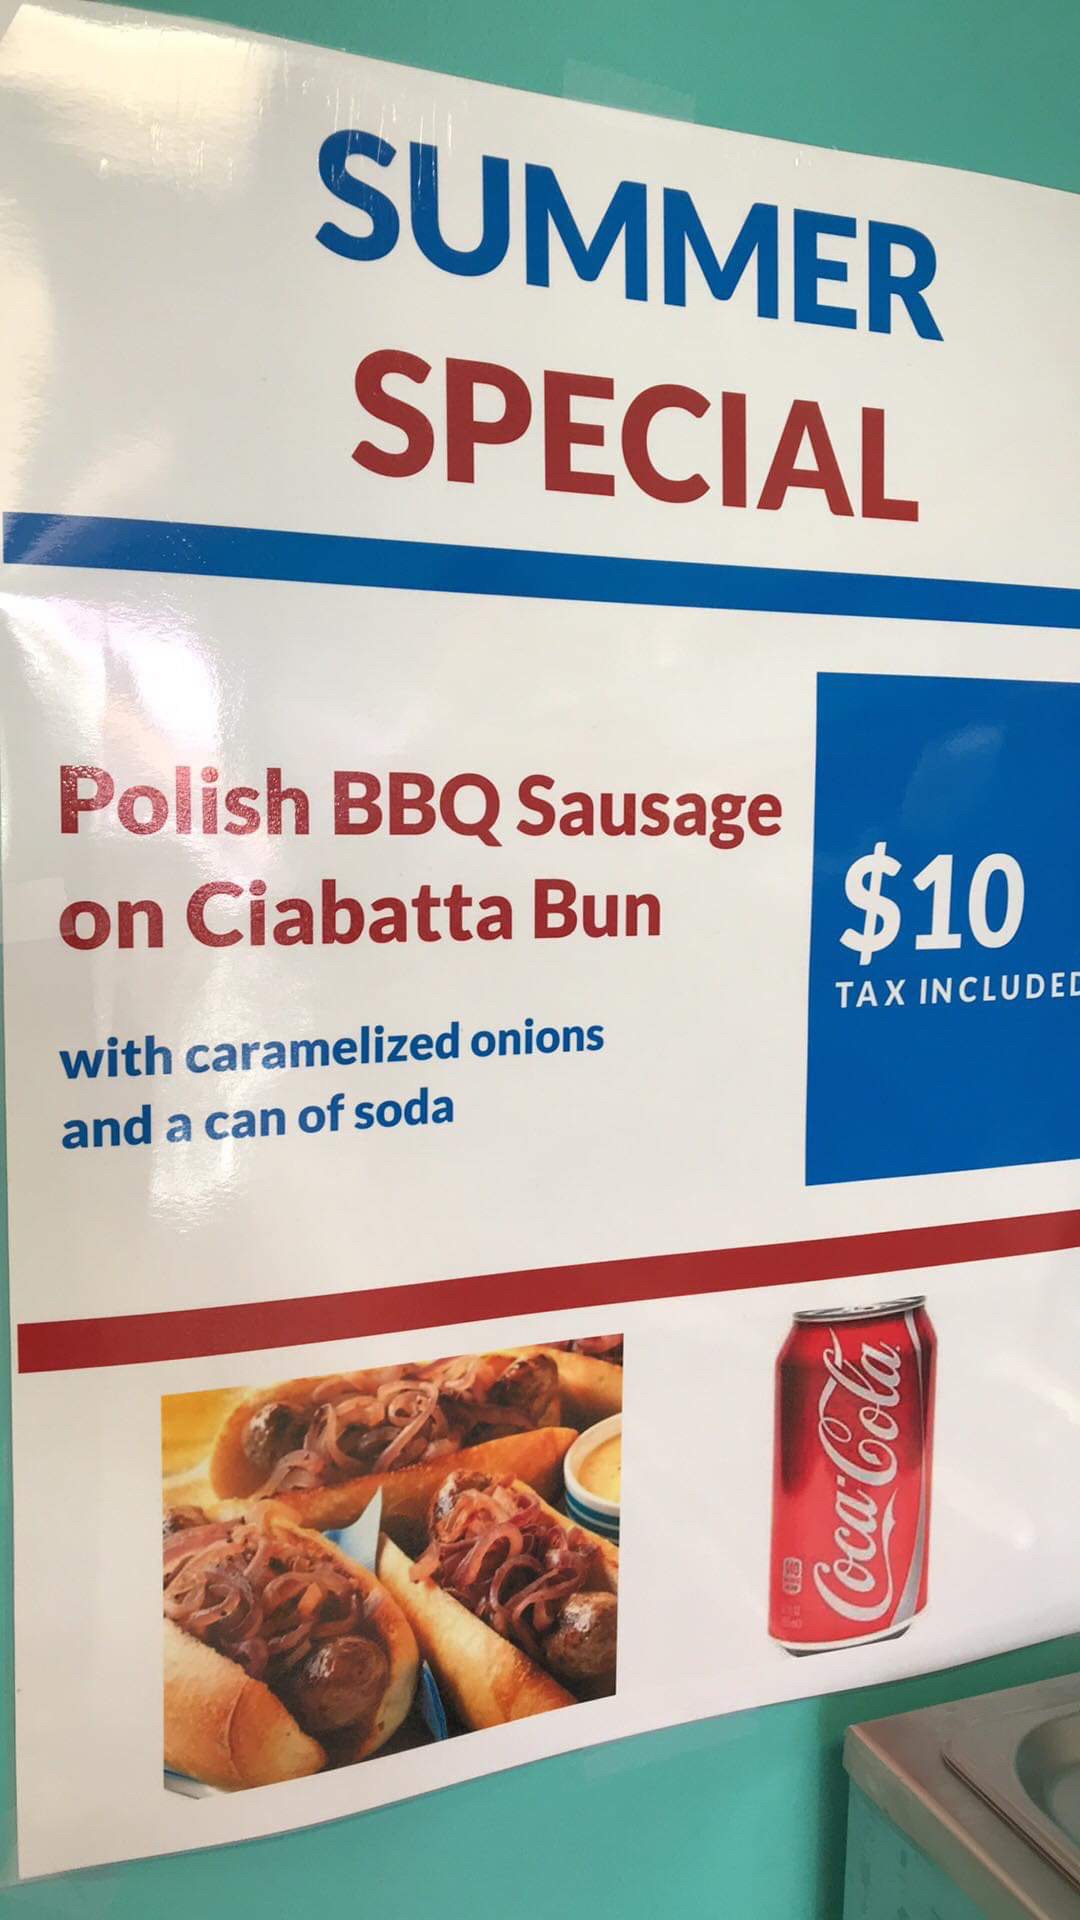 SUMMER
SPECIAL
Polish BBQ Sausage
on Ciabatta Bun
with caramelized onions
and a can of soda
$10
TAX INCLUDED
Coca-Cola